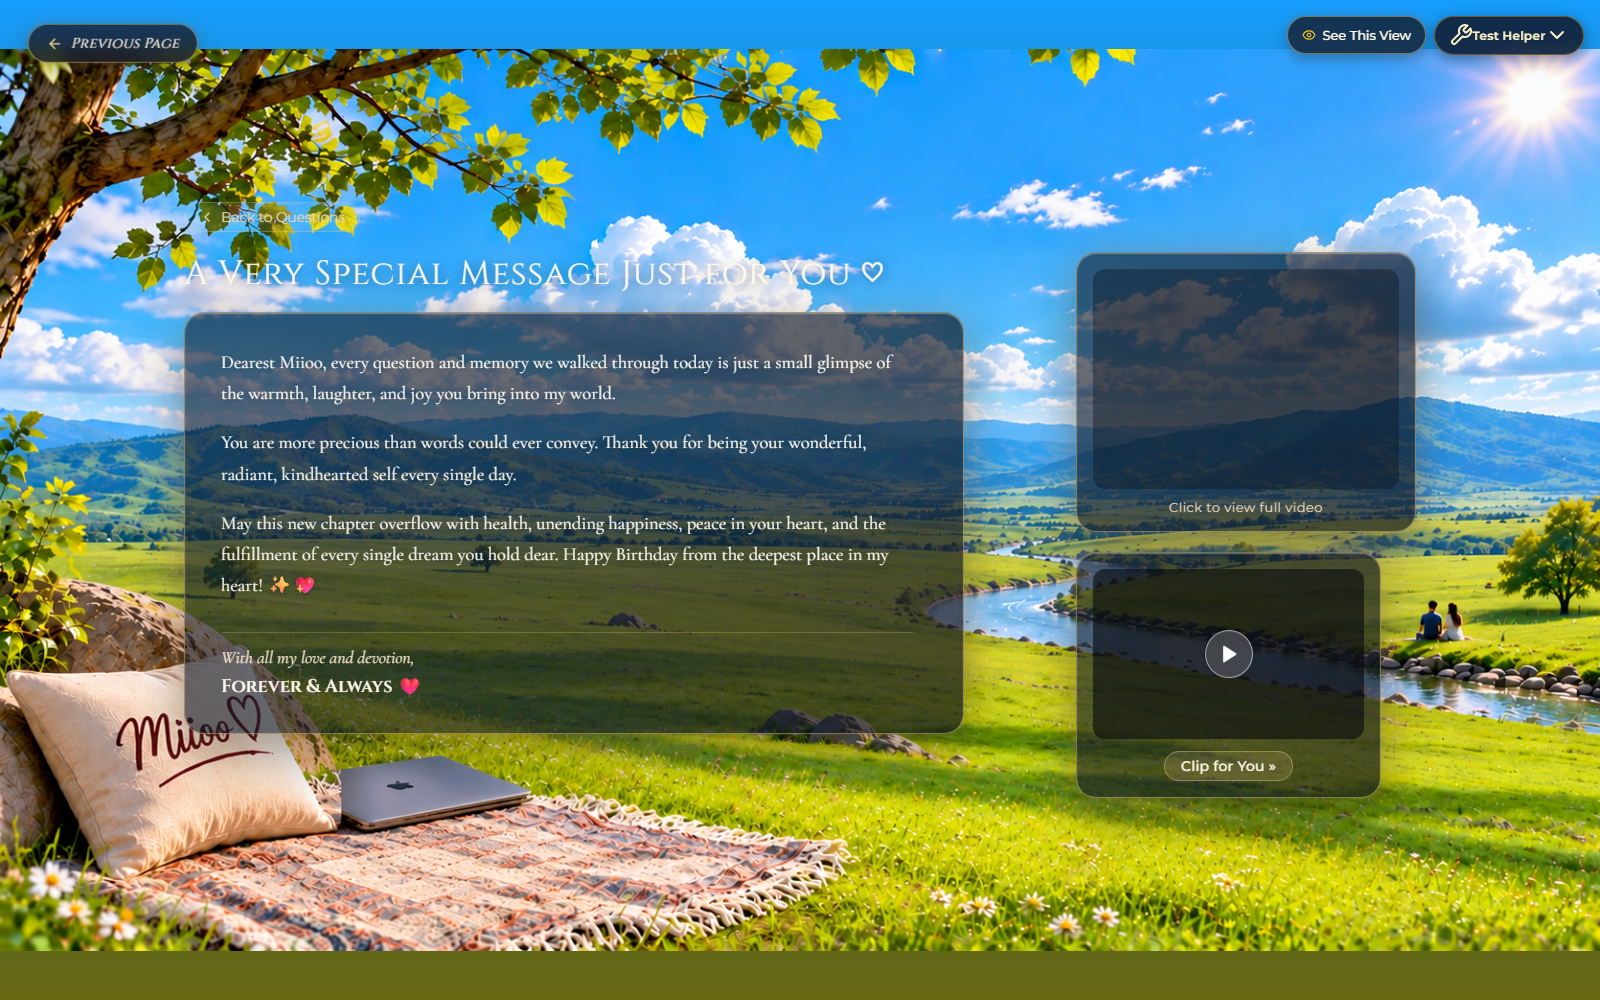 Previous Page
See This View
Test Helper
Back to Questions
A Very Special Message Just for You ♡
Dearest Miioo, every question and memory we walked through today is just a small glimpse of
the warmth, laughter, and joy you bring into my world.
You are more precious than words could ever convey. Thank you for being your wonderful,
radiant, kindhearted self every single day.
May this new chapter overflow with health, unending happiness, peace in your heart, and the
fulfillment of every single dream you hold dear. Happy Birthday from the deepest place in my
heart! ✨ 💖
With all my love and devotion,
Forever & Always ❤️
Click to view full video
Clip for You »
Miioo♡